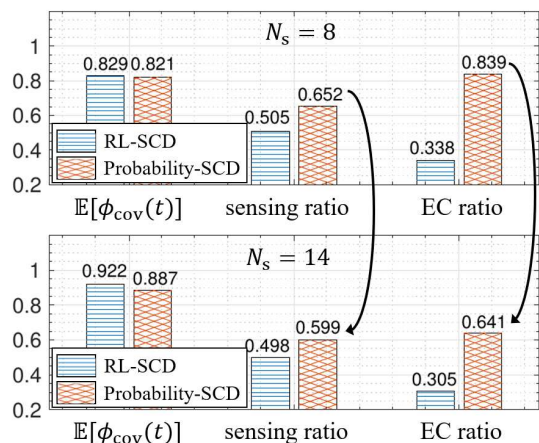 N_s = 8
1
0.8
0.6
0.4
0.2
0.829
0.821
0.505
0.652
0.338
0.839
RL-SCD
Probability-SCD
𝔼[ϕ_cov(t)]
sensing ratio
EC ratio
N_s = 14
1
0.8
0.6
0.4
0.2
0.922
0.887
0.498
0.599
0.305
0.641
RL-SCD
Probability-SCD
𝔼[ϕ_cov(t)]
sensing ratio
EC ratio